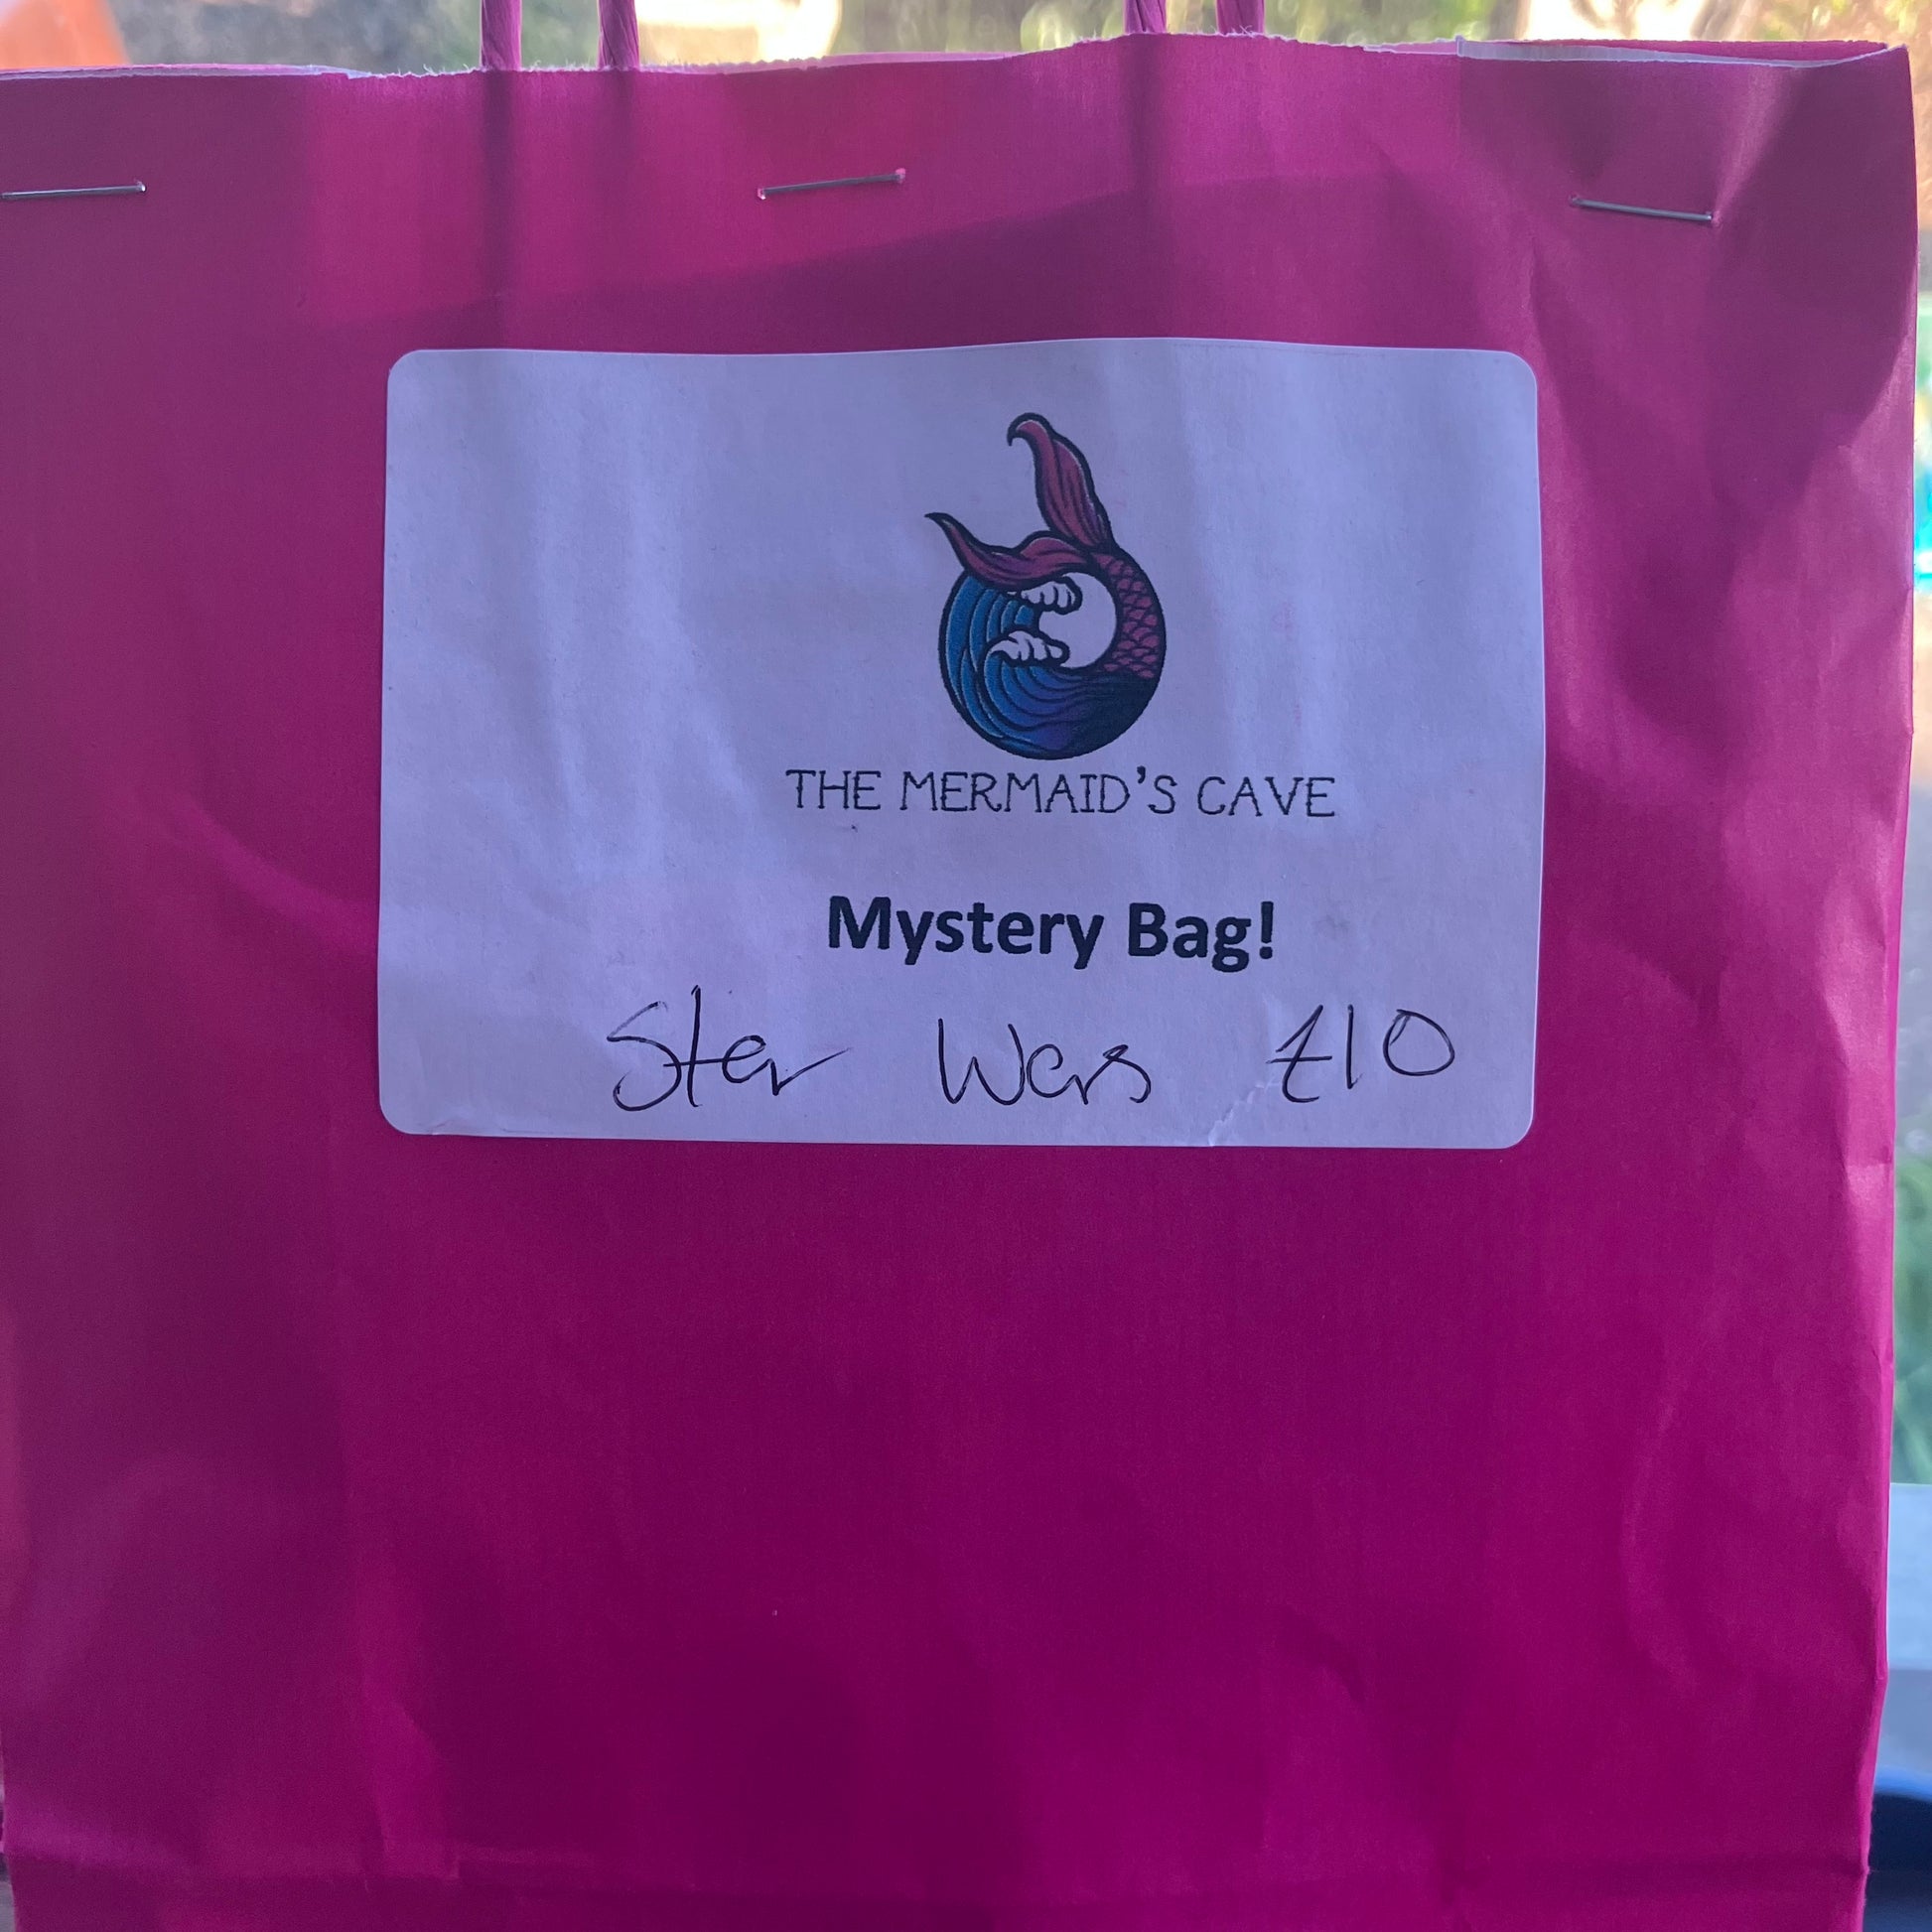 THE MERMAID'S CAVE
Mystery Bag!
Star Wars £10